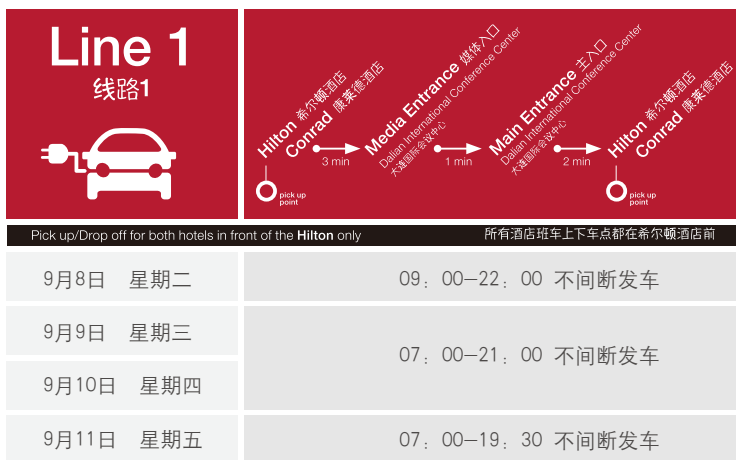 Line 1
线路1
Hilton 希尔顿酒店
Conrad 康莱德酒店
3 min
Media Entrance 媒体入口
Dalian International Conference Center
大连国际会议中心
1 min
Main Entrance 主入口
Dalian International Conference Center
大连国际会议中心
2 min
Hilton 希尔顿酒店
Conrad 康莱德酒店
pick up
point
pick up
point
Pick up/Drop off for both hotels in front of the Hilton only
所有酒店班车上下车点都在希尔顿酒店前
9月8日 星期二
09：00-22：00 不间断发车
9月9日 星期三
07：00-21：00 不间断发车
9月10日 星期四
9月11日 星期五
07：00-19：30 不间断发车